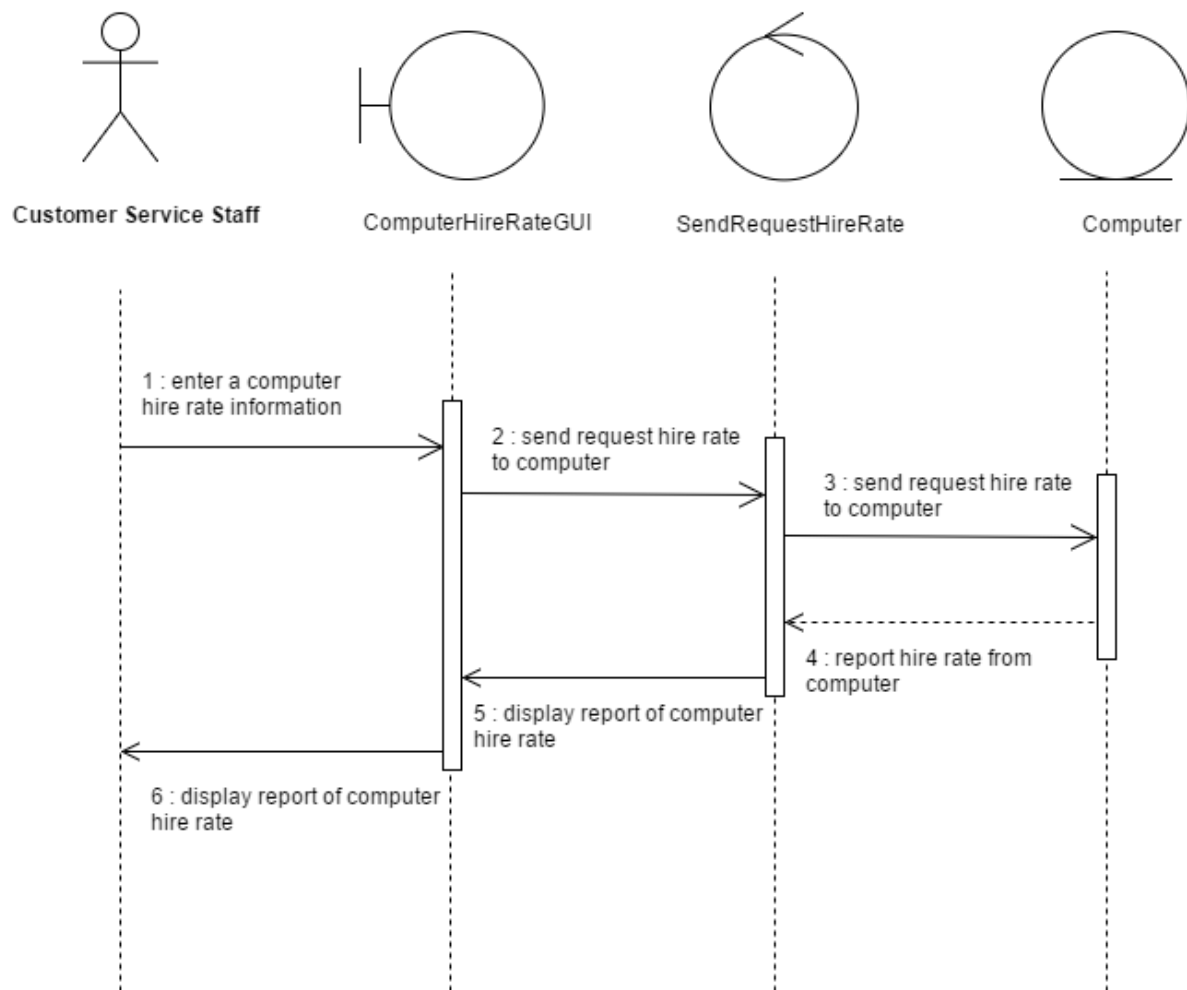 Customer Service Staff
ComputerHireRateGUI
SendRequestHireRate
Computer
1 : enter a computer
hire rate information
2 : send request hire rate
to computer
3 : send request hire rate
to computer
4 : report hire rate from
computer
5 : display report of computer
hire rate
6 : display report of computer
hire rate